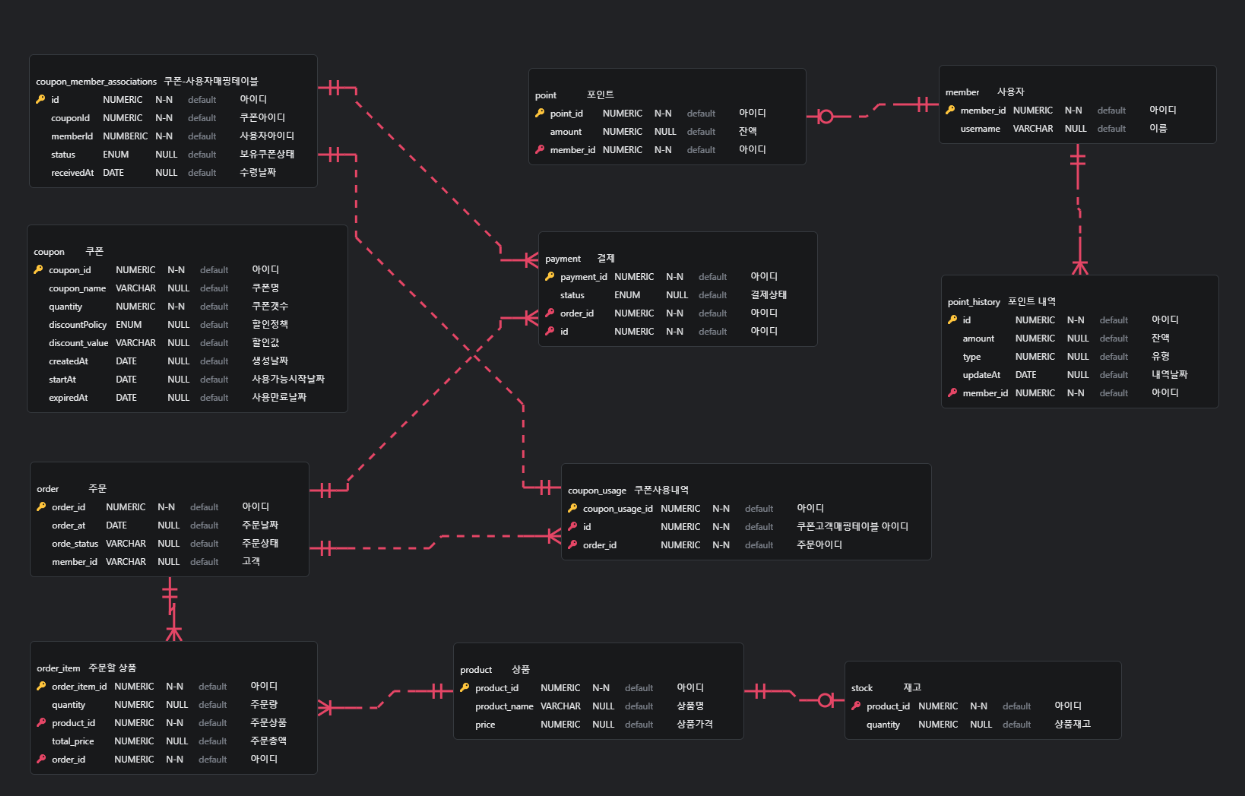 coupon_member_associations 쿠폰-사용자매핑테이블
id NUMERIC N-N default 아이디
couponId NUMERIC N-N default 쿠폰아이디
memberId NUMBERIC N-N default 사용자아이디
status ENUM NULL default 보유쿠폰상태
receivedAt DATE NULL default 수령날짜
point 포인트
point_id NUMERIC N-N default 아이디
amount NUMERIC NULL default 잔액
member_id NUMERIC N-N default 아이디
member 사용자
member_id NUMERIC N-N default 아이디
username VARCHAR NULL default 이름
coupon 쿠폰
coupon_id NUMERIC N-N default 아이디
coupon_name VARCHAR NULL default 쿠폰명
quantity NUMERIC N-N default 쿠폰갯수
discountPolicy ENUM NULL default 할인정책
discount_value VARCHAR NULL default 할인값
createdAt DATE NULL default 생성날짜
startAt DATE NULL default 사용가능시작날짜
expiredAt DATE NULL default 사용만료날짜
payment 결제
payment_id NUMERIC N-N default 아이디
status ENUM NULL default 결제상태
order_id NUMERIC N-N default 아이디
id NUMERIC N-N default 아이디
point_history 포인트 내역
id NUMERIC N-N default 아이디
amount NUMERIC NULL default 잔액
type NUMERIC NULL default 유형
updateAt DATE NULL default 내역날짜
member_id NUMERIC N-N default 아이디
order 주문
order_id NUMERIC N-N default 아이디
order_at DATE NULL default 주문날짜
orde_status VARCHAR NULL default 주문상태
member_id VARCHAR NULL default 고객
coupon_usage 쿠폰사용내역
coupon_usage_id NUMERIC N-N default 아이디
id NUMERIC N-N default 쿠폰고객매핑테이블 아이디
order_id NUMERIC N-N default 주문아이디
order_item 주문할 상품
order_item_id NUMERIC N-N default 아이디
quantity NUMERIC NULL default 주문량
product_id NUMERIC N-N default 주문상품
total_price NUMERIC NULL default 주문총액
order_id NUMERIC N-N default 아이디
product 상품
product_id NUMERIC N-N default 아이디
product_name VARCHAR NULL default 상품명
price NUMERIC NULL default 상품가격
stock 재고
product_id NUMERIC N-N default 아이디
quantity NUMERIC NULL default 상품재고